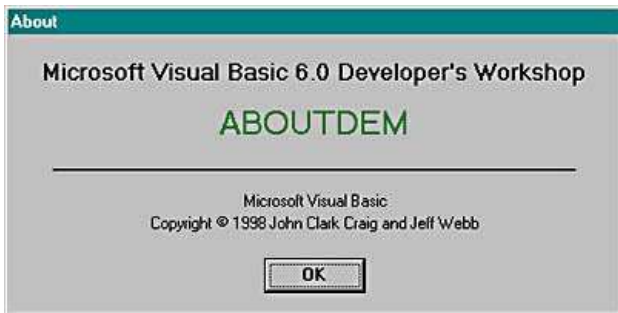 About
Microsoft Visual Basic 6.0 Developer's Workshop
ABOUTDEM
Microsoft Visual Basic
Copyright © 1998 John Clark Craig and Jeff Webb
OK